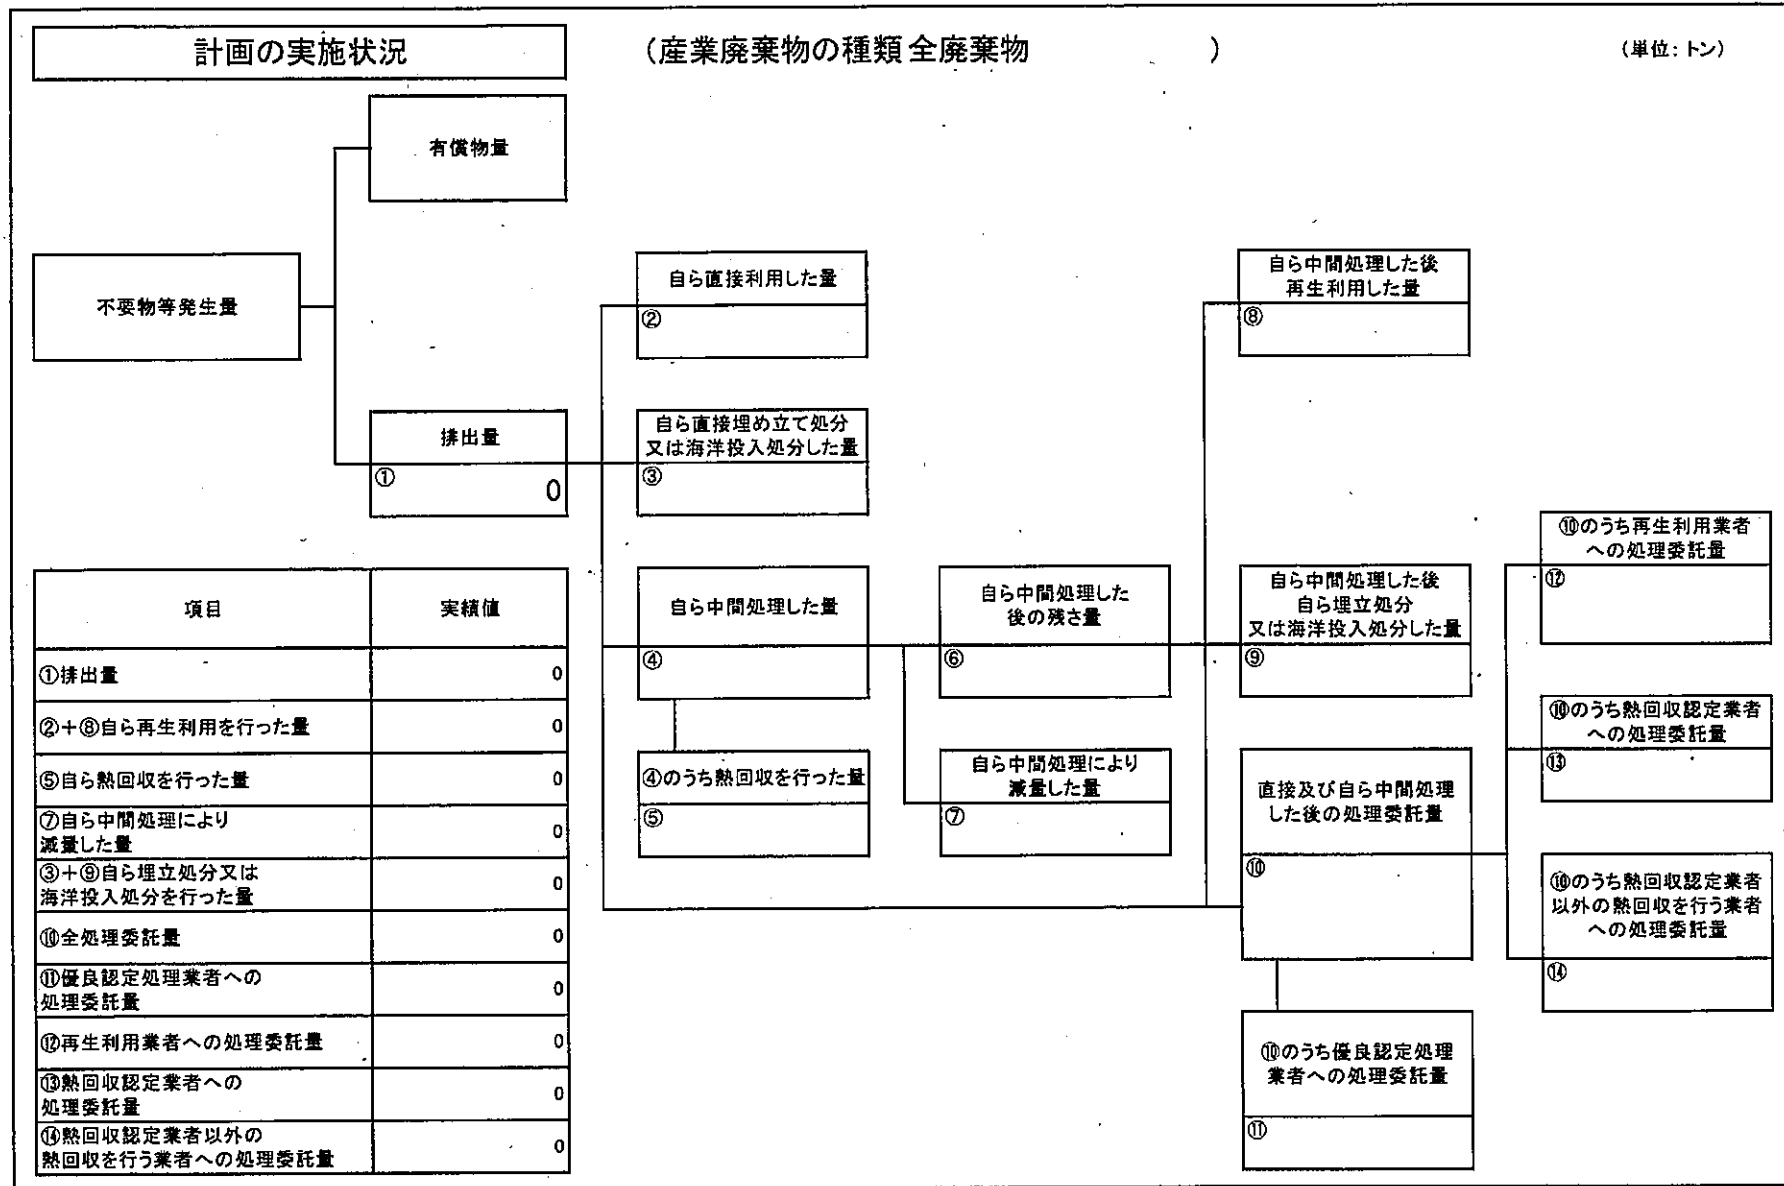 計画の実施状況
（産業廃棄物の種類 全廃棄物　　　　　　）
（単位：トン）
有償物量
不要物等発生量
排出量
①
0
自ら直接利用した量
②
自ら直接埋め立て処分
又は海洋投入処分した量
③
自ら中間処理した量
④
④のうち熱回収を行った量
⑤
自ら中間処理した
後の残さ量
⑥
自ら中間処理により
減量した量
⑦
自ら中間処理した後
再生利用した量
⑧
自ら中間処理した後
自ら埋立処分
又は海洋投入処分した量
⑨
直接及び自ら中間処理
した後の処理委託量
⑩
⑩のうち優良認定処理
業者への処理委託量
⑪
⑩のうち再生利用業者
への処理委託量
⑫
⑩のうち熱回収認定業者
への処理委託量
⑬
⑩のうち熱回収認定業者
以外の熱回収を行う業者
への処理委託量
⑭
項目 実績値
①排出量 0
②＋⑧自ら再生利用を行った量 0
⑤自ら熱回収を行った量 0
⑦自ら中間処理により
減量した量 0
③＋⑨自ら埋立処分又は
海洋投入処分を行った量 0
⑩全処理委託量 0
⑪優良認定処理業者への
処理委託量 0
⑫再生利用業者への処理委託量 0
⑬熱回収認定業者への
処理委託量 0
⑭熱回収認定業者以外の
熱回収を行う業者への処理委託量 0